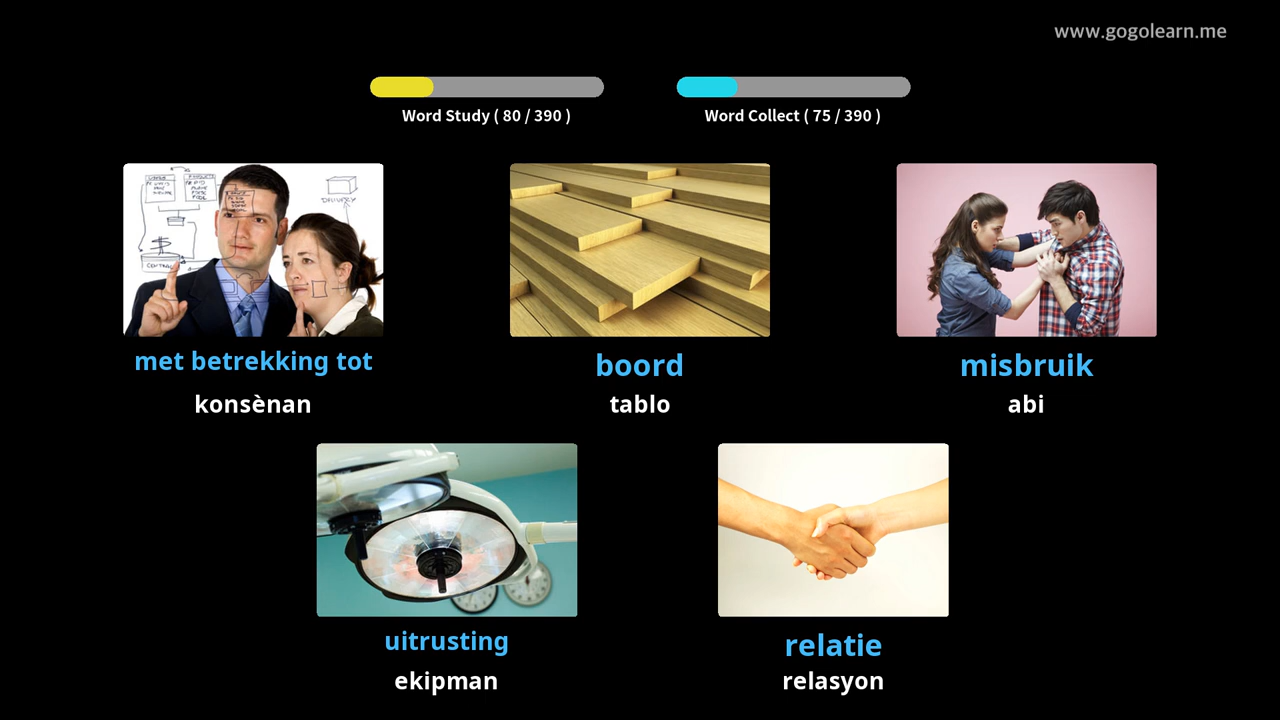 www.gogolearn.me
Word Study ( 80 / 390 )
Word Collect ( 75 / 390 )
DELIVERY
met betrekking tot
konsènan
boord
tablo
misbruik
abi
uitrusting
ekipman
relatie
relasyon